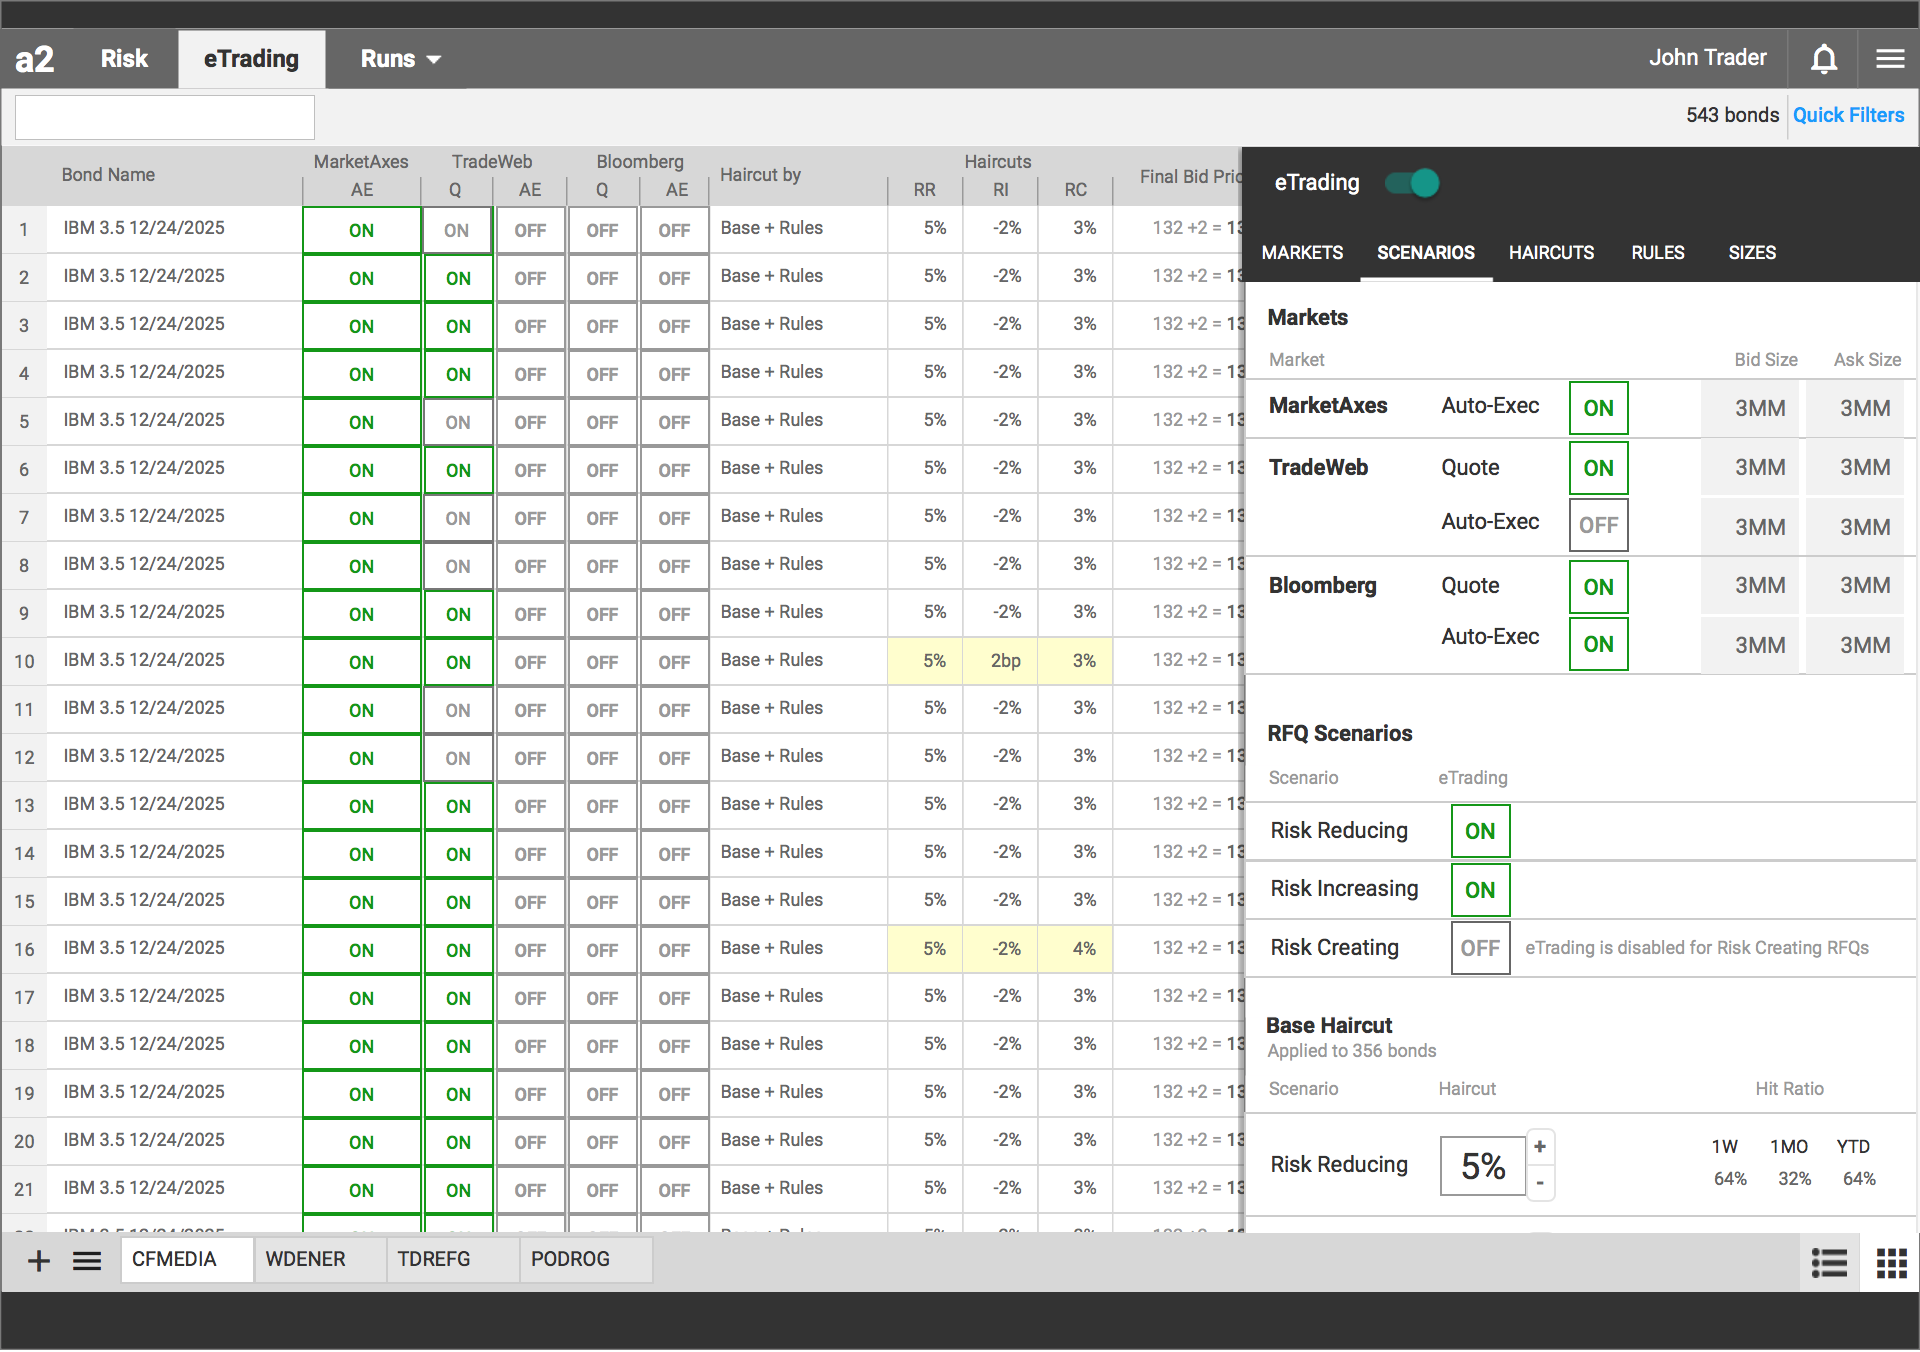 a2 Risk eTrading Runs John Trader
543 bonds Quick Filters
Bond Name MarketAxes TradeWeb Bloomberg Haircut by Haircuts Final Bid
AE Q AE Q AE RR RI RC
1 IBM 3.5 12/24/2025 ON ON OFF OFF OFF Base + Rules 5% -2% 3% 132 +2 =
2 IBM 3.5 12/24/2025 ON ON OFF OFF OFF Base + Rules 5% -2% 3% 132 +2 =
3 IBM 3.5 12/24/2025 ON ON OFF OFF OFF Base + Rules 5% -2% 3% 132 +2 =
4 IBM 3.5 12/24/2025 ON ON OFF OFF OFF Base + Rules 5% -2% 3% 132 +2 =
5 IBM 3.5 12/24/2025 ON ON OFF OFF OFF Base + Rules 5% -2% 3% 132 +2 =
6 IBM 3.5 12/24/2025 ON ON OFF OFF OFF Base + Rules 5% -2% 3% 132 +2 =
7 IBM 3.5 12/24/2025 ON ON OFF OFF OFF Base + Rules 5% -2% 3% 132 +2 =
8 IBM 3.5 12/24/2025 ON ON OFF OFF OFF Base + Rules 5% -2% 3% 132 +2 =
9 IBM 3.5 12/24/2025 ON ON OFF OFF OFF Base + Rules 5% -2% 3% 132 +2 =
10 IBM 3.5 12/24/2025 ON ON OFF OFF OFF Base + Rules 5% 2bp 3% 132 +2 =
11 IBM 3.5 12/24/2025 ON ON OFF OFF OFF Base + Rules 5% -2% 3% 132 +2 =
12 IBM 3.5 12/24/2025 ON ON OFF OFF OFF Base + Rules 5% -2% 3% 132 +2 =
13 IBM 3.5 12/24/2025 ON ON OFF OFF OFF Base + Rules 5% -2% 3% 132 +2 =
14 IBM 3.5 12/24/2025 ON ON OFF OFF OFF Base + Rules 5% -2% 3% 132 +2 =
15 IBM 3.5 12/24/2025 ON ON OFF OFF OFF Base + Rules 5% -2% 3% 132 +2 =
16 IBM 3.5 12/24/2025 ON ON OFF OFF OFF Base + Rules 5% -2% 4% 132 +2 =
17 IBM 3.5 12/24/2025 ON ON OFF OFF OFF Base + Rules 5% -2% 3% 132 +2 =
18 IBM 3.5 12/24/2025 ON ON OFF OFF OFF Base + Rules 5% -2% 3% 132 +2 =
19 IBM 3.5 12/24/2025 ON ON OFF OFF OFF Base + Rules 5% -2% 3% 132 +2 =
20 IBM 3.5 12/24/2025 ON ON OFF OFF OFF Base + Rules 5% -2% 3% 132 +2 =
21 IBM 3.5 12/24/2025 ON ON OFF OFF OFF Base + Rules 5% -2% 3% 132 +2 =
eTrading
MARKETS SCENARIOS HAIRCUTS RULES SIZES
Markets
Market Bid Size Ask Size
MarketAxes Auto-Exec ON 3MM 3MM
TradeWeb Quote ON 3MM 3MM
Auto-Exec OFF 3MM 3MM
Bloomberg Quote ON 3MM 3MM
Auto-Exec ON 3MM 3MM
RFQ Scenarios
Scenario eTrading
Risk Reducing ON
Risk Increasing ON
Risk Creating OFF eTrading is disabled for Risk Creating RFQs
Base Haircut
Applied to 356 bonds
Scenario Haircut Hit Ratio
Risk Reducing 5% + - 1W 1MO YTD
64% 32% 64%
+ CFMEDIA WDENER TDREFG PODROG